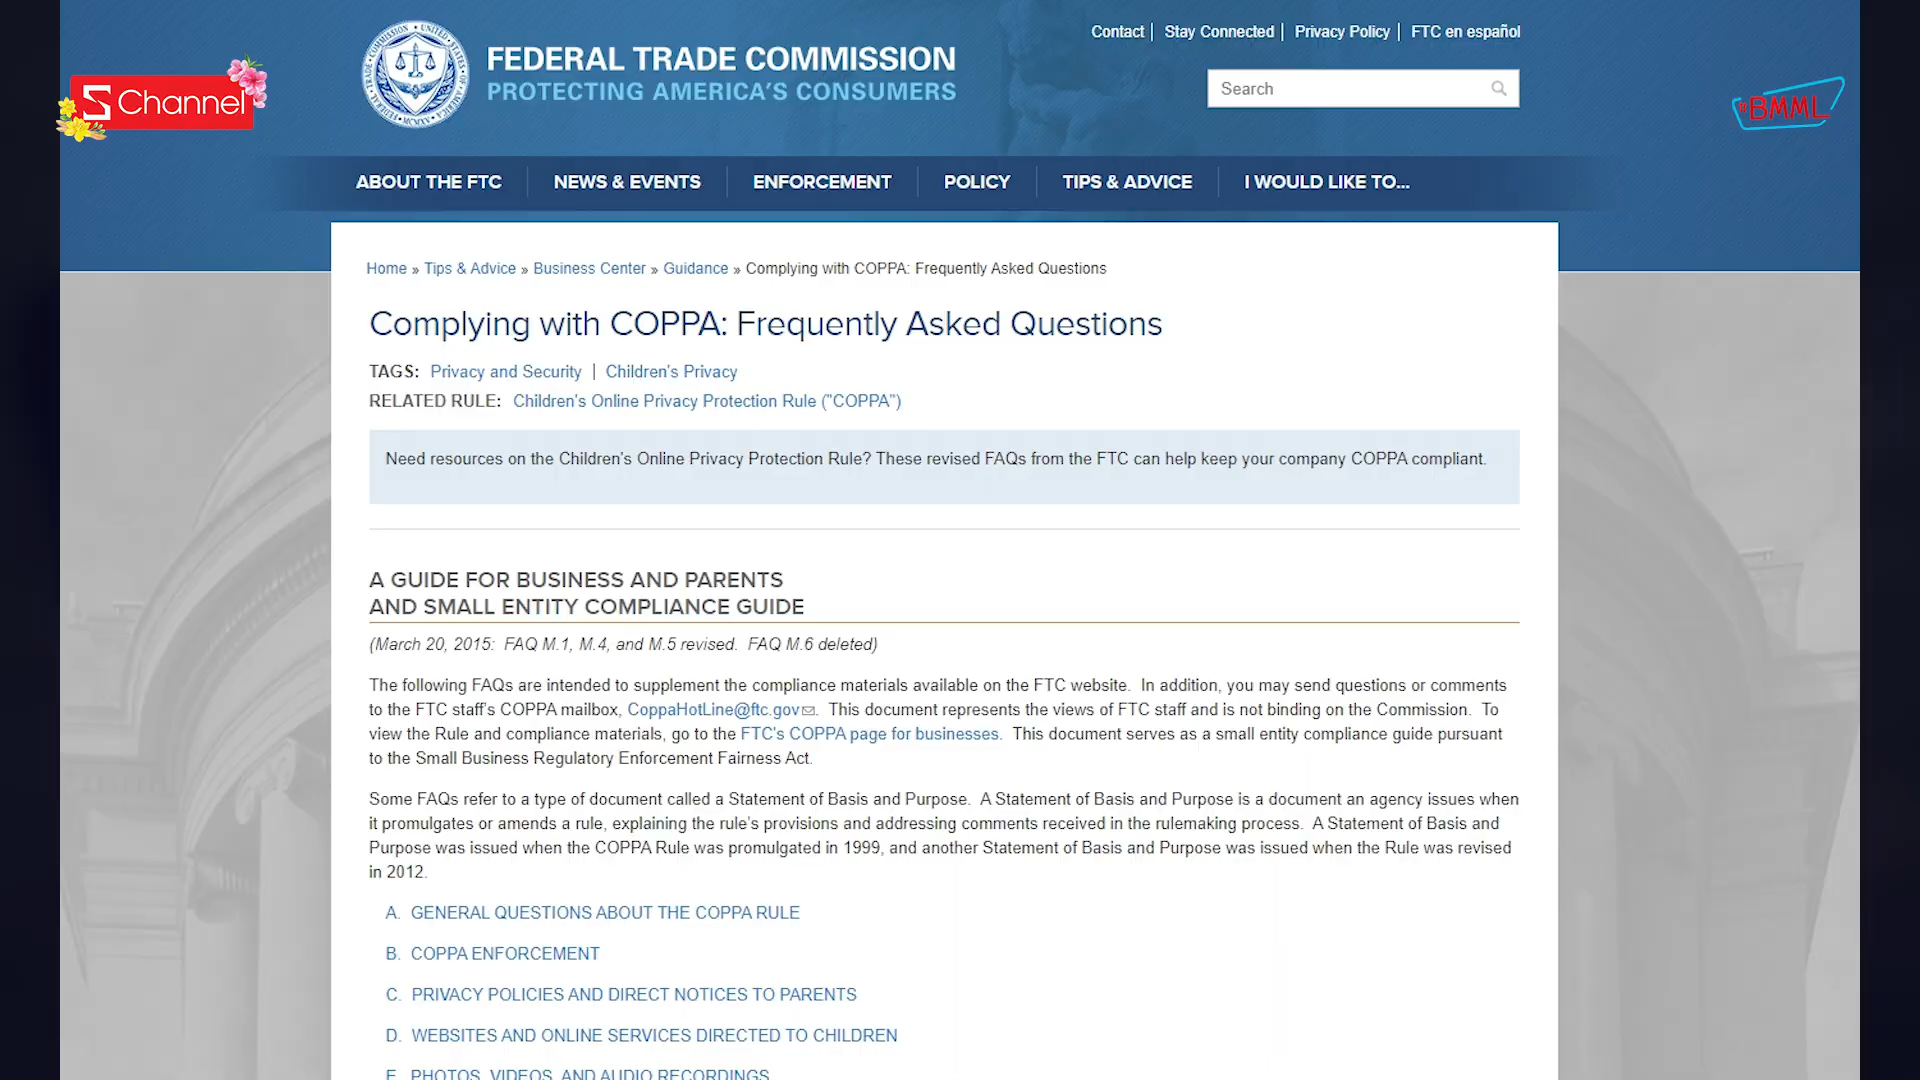 Contact | Stay Connected | Privacy Policy | FTC en español
FEDERAL TRADE COMMISSION
PROTECTING AMERICA'S CONSUMERS
Search
S Channel
BMML
ABOUT THE FTC
NEWS & EVENTS
ENFORCEMENT
POLICY
TIPS & ADVICE
I WOULD LIKE TO...
Home » Tips & Advice » Business Center » Guidance » Complying with COPPA: Frequently Asked Questions
Complying with COPPA: Frequently Asked Questions
TAGS: Privacy and Security | Children's Privacy
RELATED RULE: Children's Online Privacy Protection Rule ("COPPA")
Need resources on the Children's Online Privacy Protection Rule? These revised FAQs from the FTC can help keep your company COPPA compliant.
A GUIDE FOR BUSINESS AND PARENTS
AND SMALL ENTITY COMPLIANCE GUIDE
(March 20, 2015: FAQ M.1, M.4, and M.5 revised. FAQ M.6 deleted)
The following FAQs are intended to supplement the compliance materials available on the FTC website. In addition, you may send questions or comments
to the FTC staff's COPPA mailbox, CoppaHotLine@ftc.gov. This document represents the views of FTC staff and is not binding on the Commission. To
view the Rule and compliance materials, go to the FTC's COPPA page for businesses. This document serves as a small entity compliance guide pursuant
to the Small Business Regulatory Enforcement Fairness Act.
Some FAQs refer to a type of document called a Statement of Basis and Purpose. A Statement of Basis and Purpose is a document an agency issues when
it promulgates or amends a rule, explaining the rule's provisions and addressing comments received in the rulemaking process. A Statement of Basis and
Purpose was issued when the COPPA Rule was promulgated in 1999, and another Statement of Basis and Purpose was issued when the Rule was revised
in 2012.
A. GENERAL QUESTIONS ABOUT THE COPPA RULE
B. COPPA ENFORCEMENT
C. PRIVACY POLICIES AND DIRECT NOTICES TO PARENTS
D. WEBSITES AND ONLINE SERVICES DIRECTED TO CHILDREN
E. PHOTOS, VIDEOS, AND AUDIO RECORDINGS